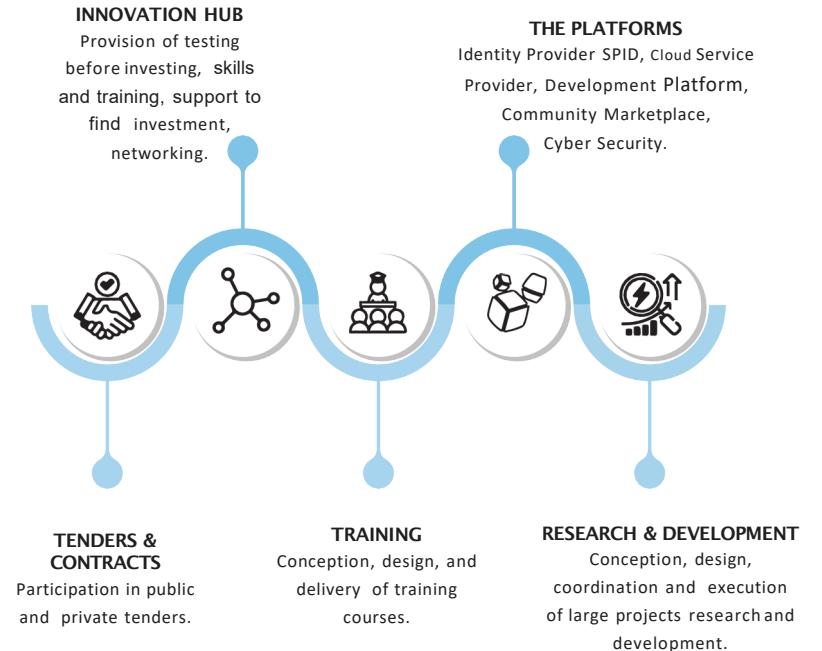 INNOVATION HUB
Provision of testing
before investing, skills
and training, support to
find investment,
networking.
THE PLATFORMS
Identity Provider SPID, Cloud Service
Provider, Development Platform,
Community Marketplace,
Cyber Security.
TENDERS &
CONTRACTS
Participation in public
and private tenders.
TRAINING
Conception, design, and
delivery of training
courses.
RESEARCH & DEVELOPMENT
Conception, design,
coordination and execution
of large projects research and
development.